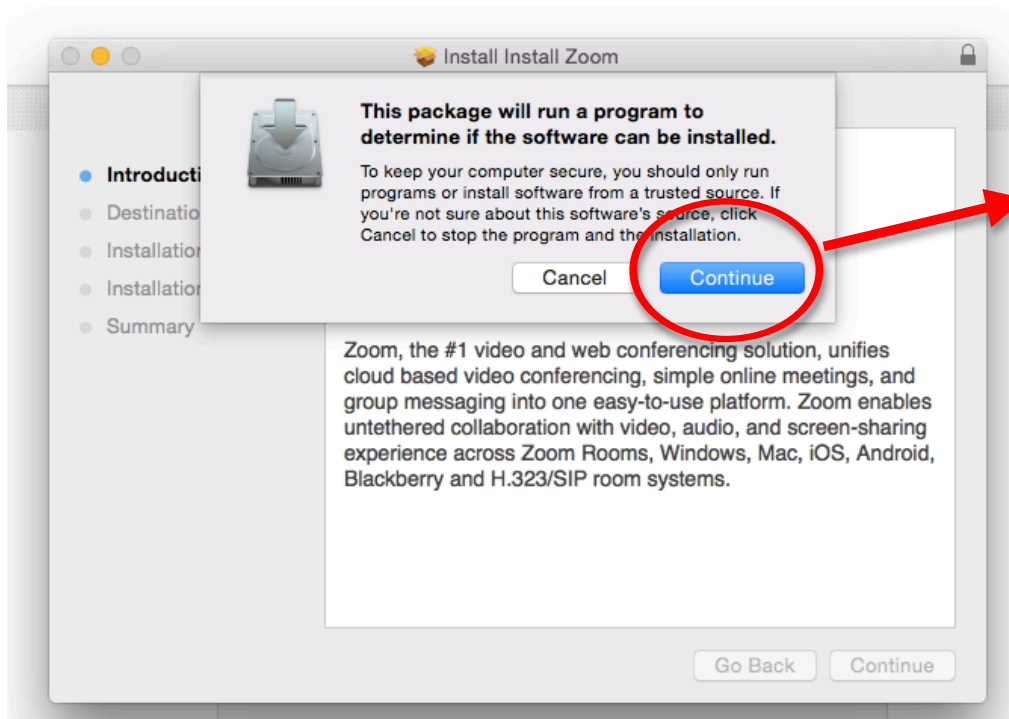 Install Install Zoom
This package will run a program to
determine if the software can be installed.
To keep your computer secure, you should only run
programs or install software from a trusted source. If
you're not sure about this software's source, click
Cancel to stop the program and the installation.
Cancel
Continue
Introducti
Destinatio
Installation
Installation
Summary
Zoom, the #1 video and web conferencing solution, unifies
cloud based video conferencing, simple online meetings, and
group messaging into one easy-to-use platform. Zoom enables
untethered collaboration with video, audio, and screen-sharing
experience across Zoom Rooms, Windows, Mac, iOS, Android,
Blackberry and H.323/SIP room systems.
Go Back
Continue